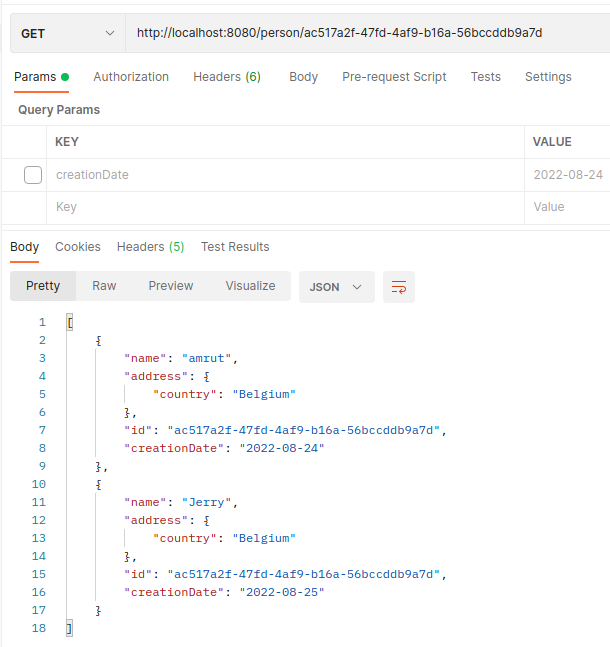 GET http://localhost:8080/person/ac517a2f-47fd-4af9-b16a-56bccddb9a7d
Params Authorization Headers (6) Body Pre-request Script Tests Settings
Query Params
KEY VALUE
creationDate 2022-08-24
Key Value
Body Cookies Headers (5) Test Results
Pretty Raw Preview Visualize JSON
1 [
2 {
3 "name": "amrut",
4 "address": {
5 "country": "Belgium"
6 },
7 "id": "ac517a2f-47fd-4af9-b16a-56bccddb9a7d",
8 "creationDate": "2022-08-24"
9 },
10 {
11 "name": "Jerry",
12 "address": {
13 "country": "Belgium"
14 },
15 "id": "ac517a2f-47fd-4af9-b16a-56bccddb9a7d",
16 "creationDate": "2022-08-25"
17 }
18 ]